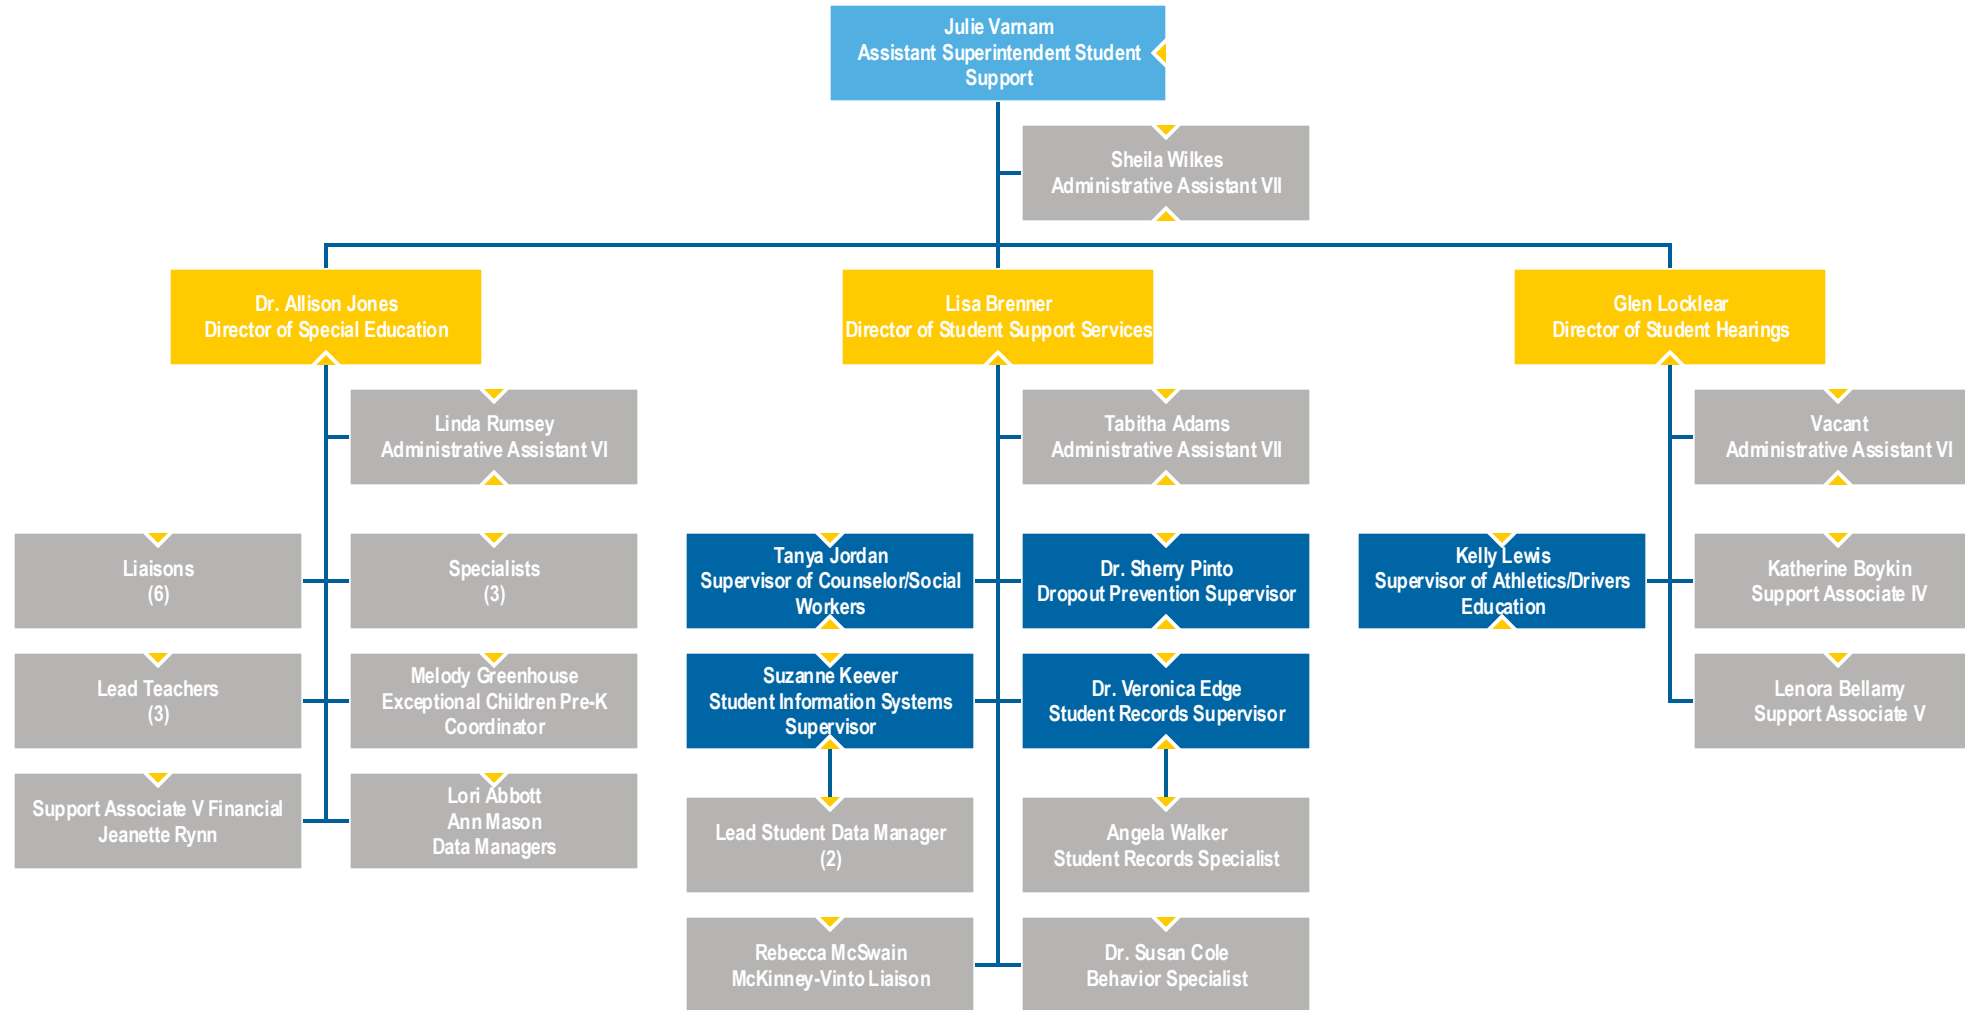 Julie Varnam
Assistant Superintendent Student
Support
Sheila Wilkes
Administrative Assistant VII
Dr. Allison Jones
Director of Special Education
Lisa Brenner
Director of Student Support Services
Glen Locklear
Director of Student Hearings
Linda Rumsey
Administrative Assistant VI
Tabitha Adams
Administrative Assistant VII
Vacant
Administrative Assistant VI
Liaisons
(6)
Specialists
(3)
Tanya Jordan
Supervisor of Counselor/Social
Workers
Dr. Sherry Pinto
Dropout Prevention Supervisor
Kelly Lewis
Supervisor of Athletics/Drivers
Education
Katherine Boykin
Support Associate IV
Lead Teachers
(3)
Melody Greenhouse
Exceptional Children Pre-K
Coordinator
Suzanne Keever
Student Information Systems
Supervisor
Dr. Veronica Edge
Student Records Supervisor
Lenora Bellamy
Support Associate V
Support Associate V Financial
Jeanette Rynn
Lori Abbott
Ann Mason
Data Managers
Lead Student Data Manager
(2)
Angela Walker
Student Records Specialist
Rebecca McSwain
McKinney-Vinto Liaison
Dr. Susan Cole
Behavior Specialist